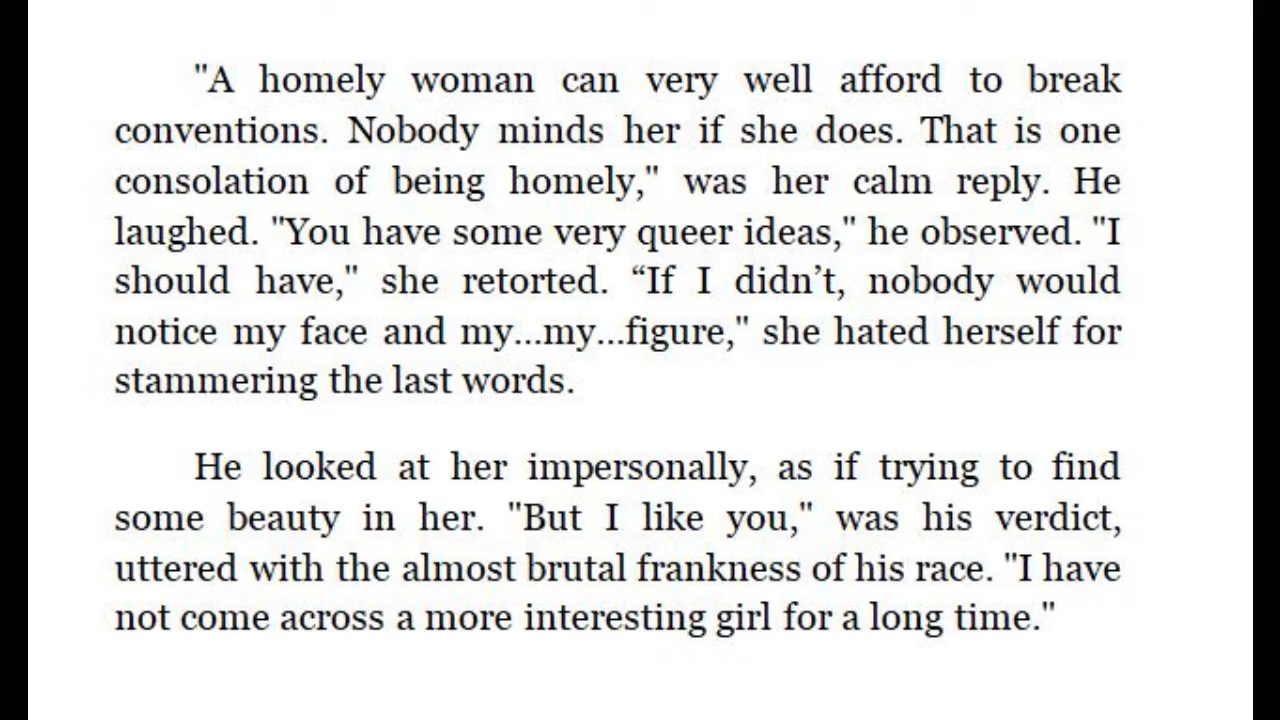 "A homely woman can very well afford to break
conventions. Nobody minds her if she does. That is one
consolation of being homely," was her calm reply. He
laughed. "You have some very queer ideas," he observed. "I
should have," she retorted. “If I didn’t, nobody would
notice my face and my...my...figure," she hated herself for
stammering the last words.
He looked at her impersonally, as if trying to find
some beauty in her. "But I like you," was his verdict,
uttered with the almost brutal frankness of his race. "I have
not come across a more interesting girl for a long time."